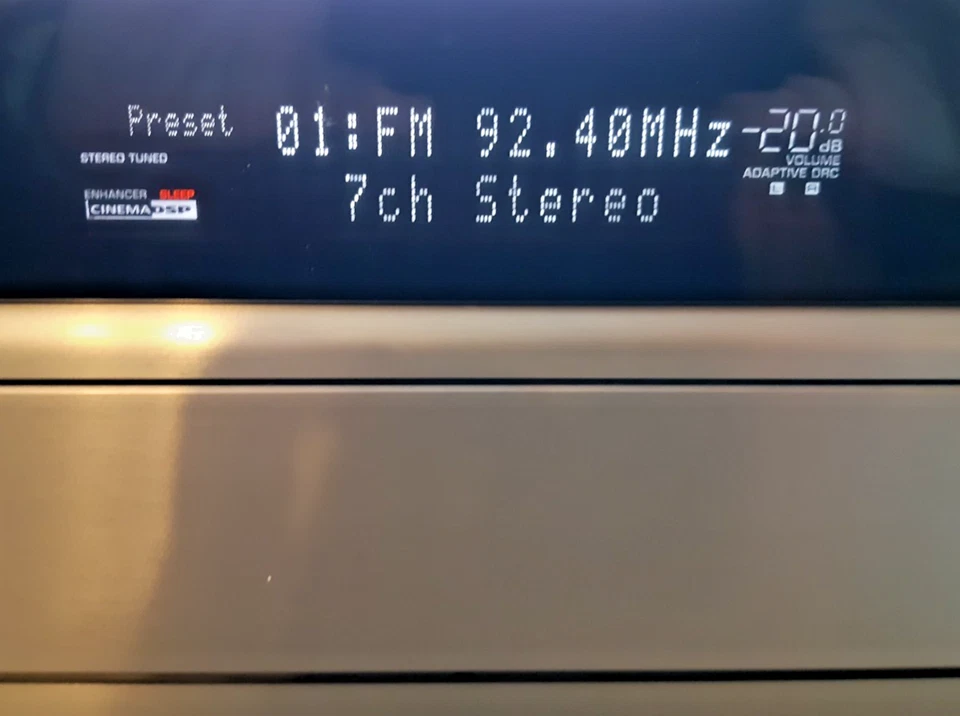 Preset 01:FM 92.40MHz -20.0 dB
STEREO TUNED
VOLUME
ADAPTIVE DRC
ENHANCER SLEEP
L R
CINEMA DSP
7ch Stereo